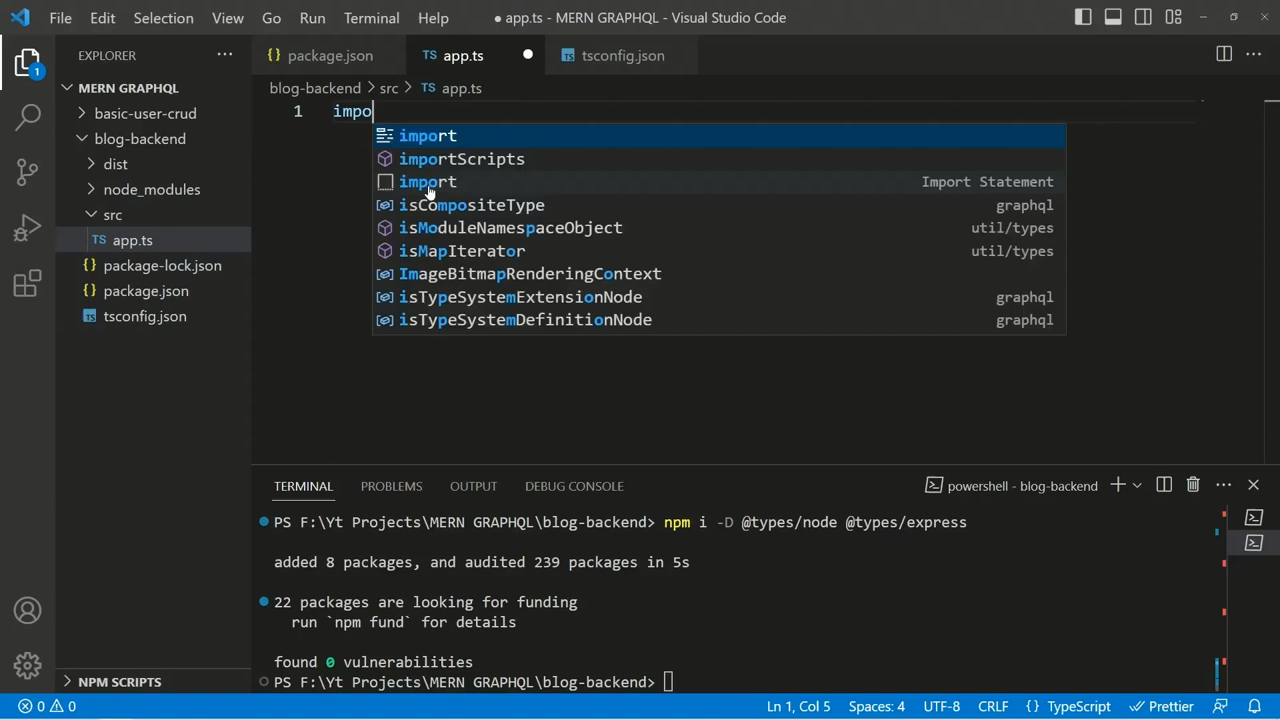 File Edit Selection View Go Run Terminal Help ● app.ts - MERN GRAPHQL - Visual Studio Code
EXPLORER
{} package.json
TS app.ts
tsconfig.json
blog-backend > src > TS app.ts
1
MERN GRAPHQL
basic-user-crud
blog-backend
dist
node_modules
src
TS app.ts
{} package-lock.json
{} package.json
TS tsconfig.json
NPM SCRIPTS
1 impo
import
importScripts
import Import Statement
isCompositeType graphql
isModuleNamespaceObject util/types
isMapIterator util/types
ImageBitmapRenderingContext
isTypeSystemExtensionNode graphql
isTypeSystemDefinitionNode graphql
TERMINAL PROBLEMS OUTPUT DEBUG CONSOLE powershell - blog-backend
PS F:\Yt Projects\MERN GRAPHQL\blog-backend> npm i -D @types/node @types/express
added 8 packages, and audited 239 packages in 5s
22 packages are looking for funding
run `npm fund` for details
found 0 vulnerabilities
PS F:\Yt Projects\MERN GRAPHQL\blog-backend>
0 0 Ln 1, Col 5 Spaces: 4 UTF-8 CRLF {} TypeScript Prettier